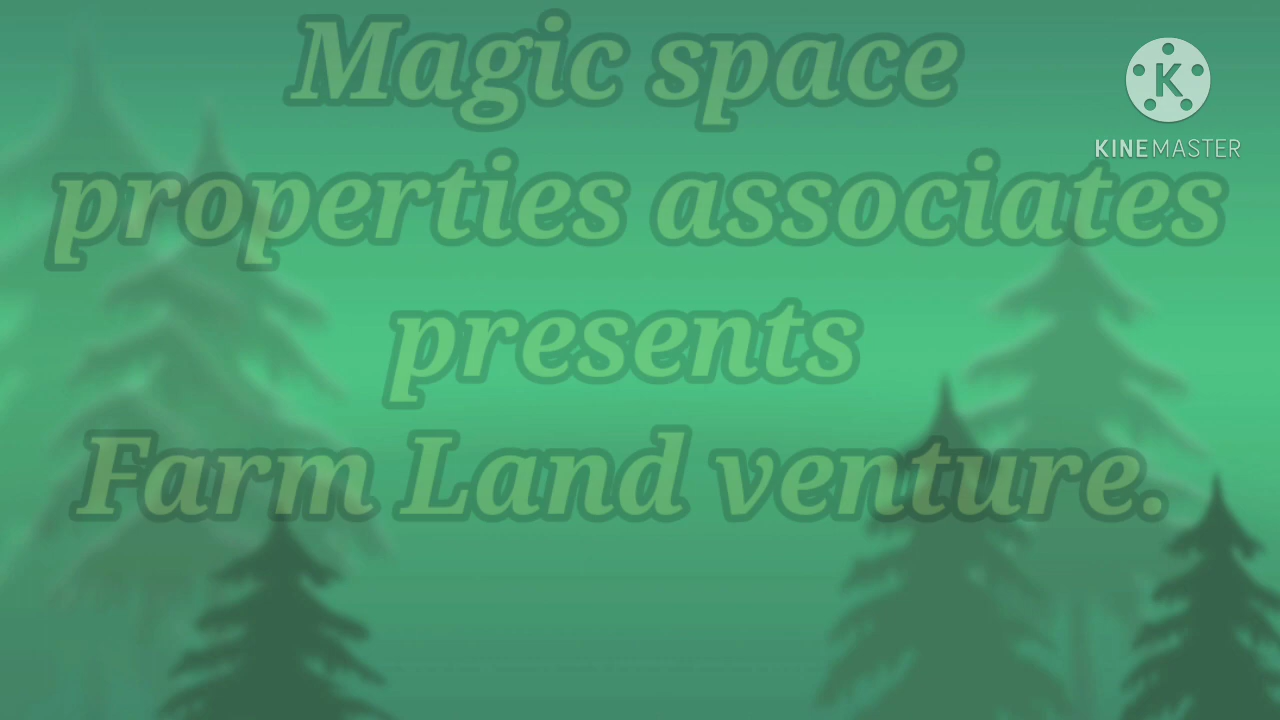 Magic space
properties associates
presents
Farm Land venture.
K
KINEMASTER